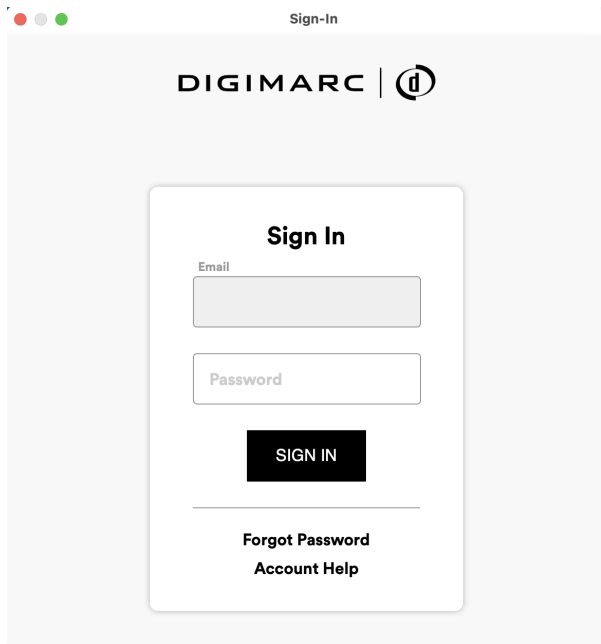 Sign-In
DIGIMARC
d
Sign In
Email
Password
SIGN IN
Forgot Password
Account Help